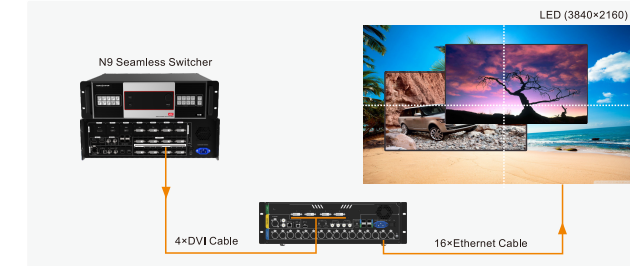 LED (3840×2160)
N9 Seamless Switcher
4×DVI Cable
16×Ethernet Cable